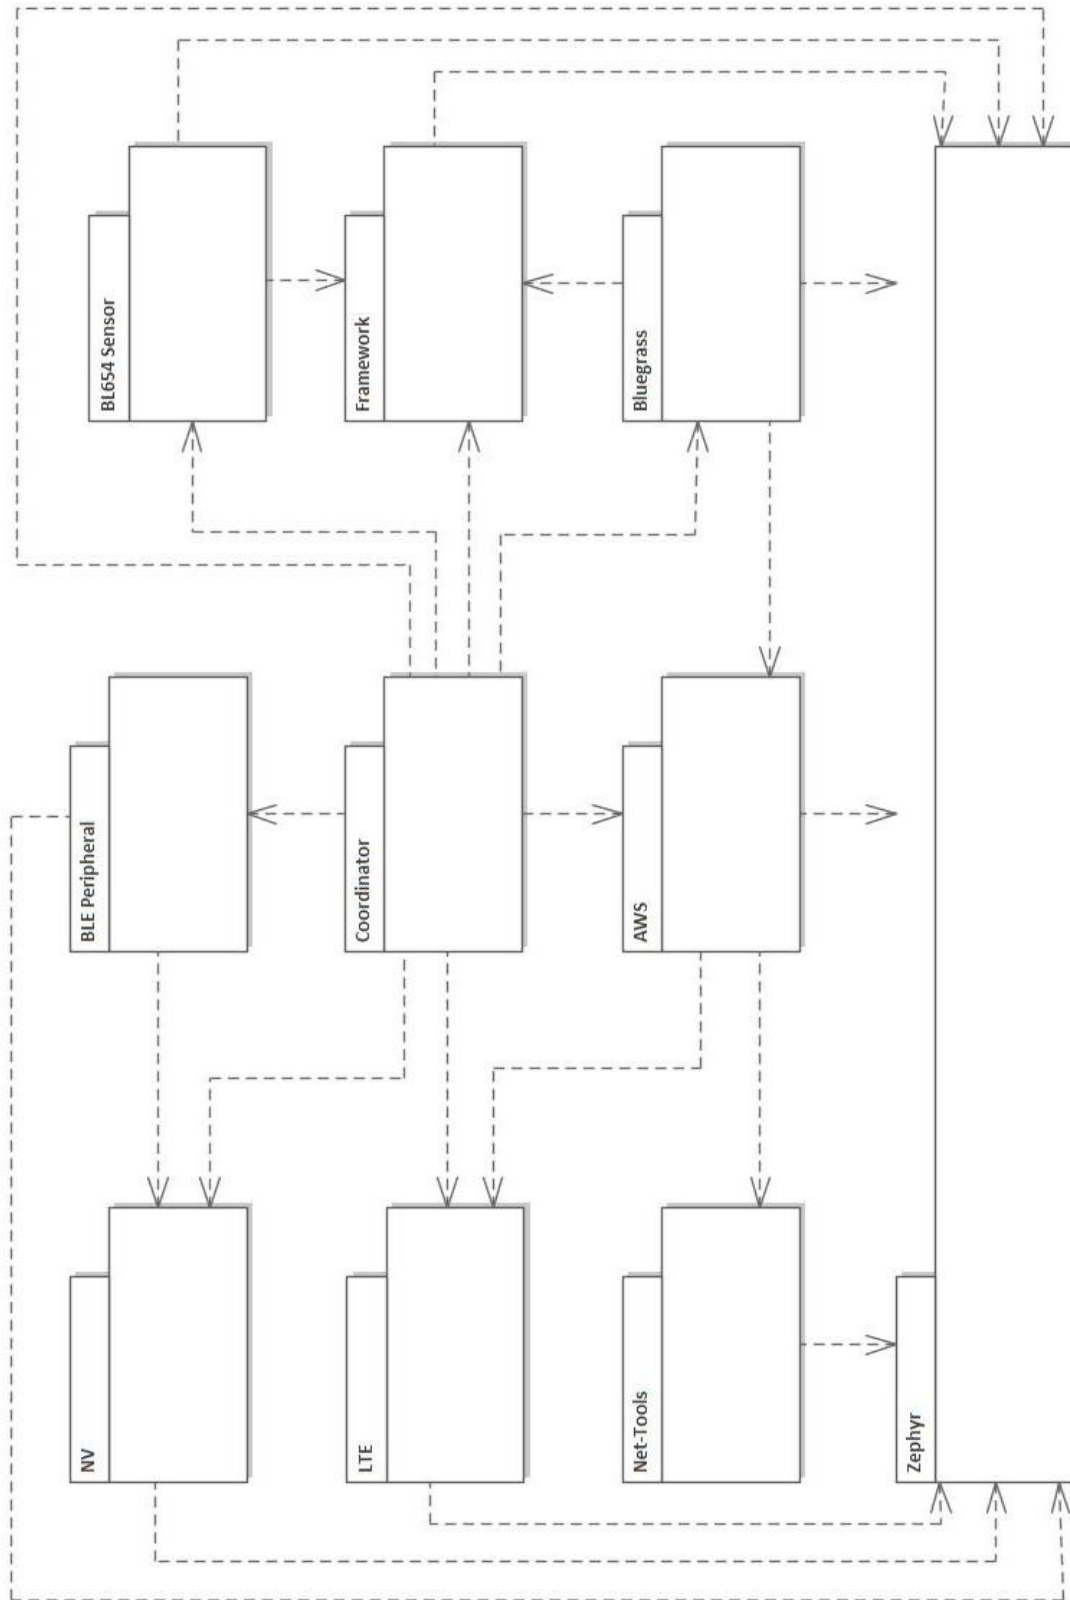 NV
BLE Peripheral
BL654 Sensor
LTE
Coordinator
Framework
Net-Tools
AWS
Bluegrass
Zephyr